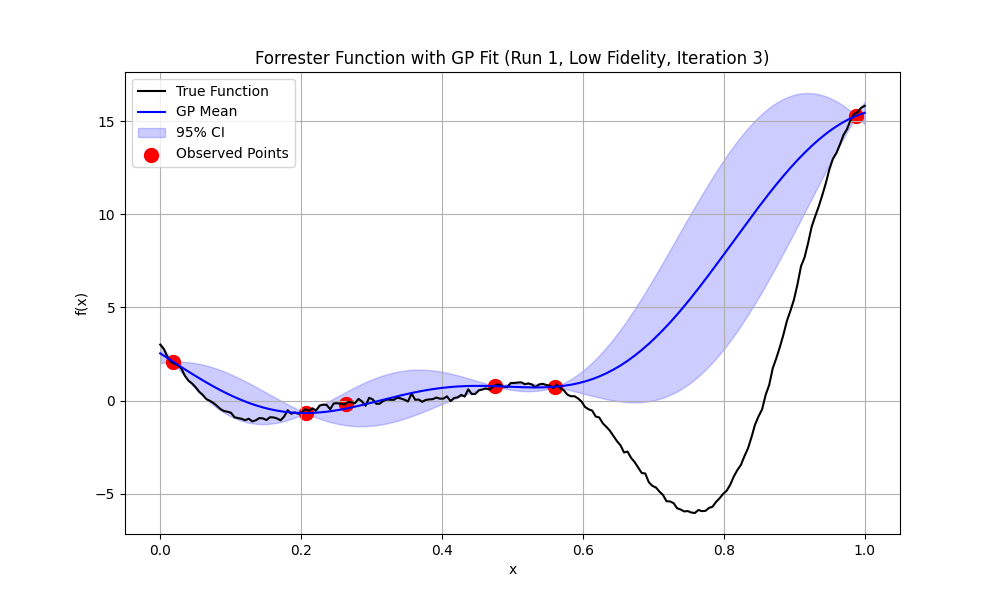 Forrester Function with GP Fit (Run 1, Low Fidelity, Iteration 3)
True Function
GP Mean
95% CI
Observed Points
15
10
5
0
−5
f(x)
0.0 0.2 0.4 0.6 0.8 1.0
x